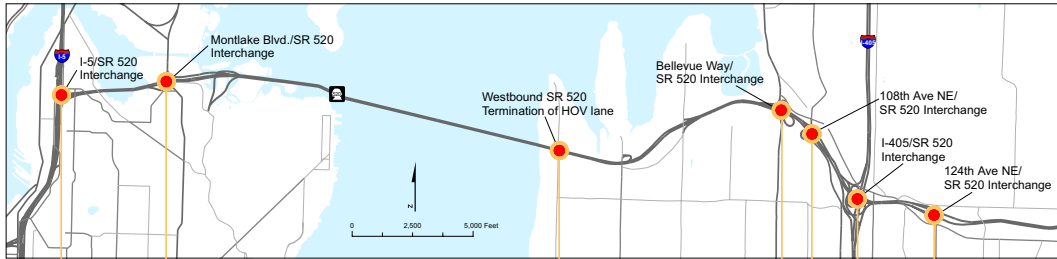 I-5
I-5/SR 520
Interchange
Montlake Blvd./SR 520
Interchange
520
Westbound SR 520
Termination of HOV lane
Bellevue Way/
SR 520 Interchange
I-405
108th Ave NE/
SR 520 Interchange
I-405/SR 520
Interchange
124th Ave NE/
SR 520 Interchange
N
0
2,500
5,000 Feet